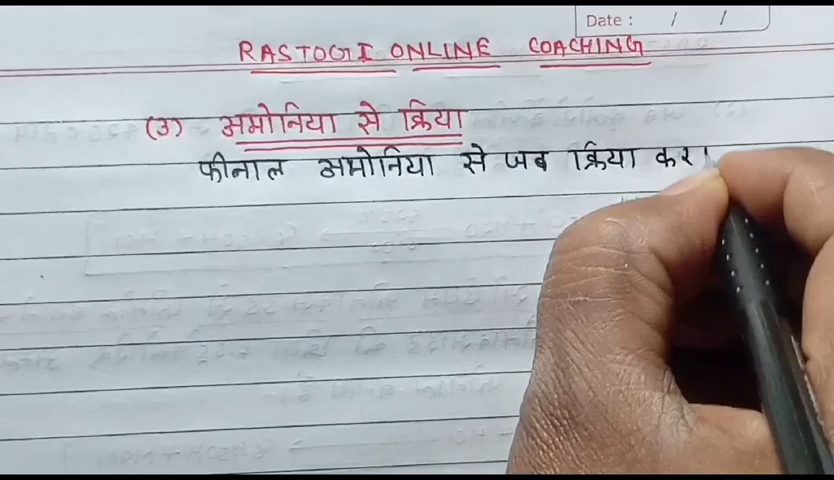 Date : / /
RASTOGI ONLINE COACHING
(3) अमोनिया से क्रिया
फीनाल अमोनिया से जब क्रिया कर